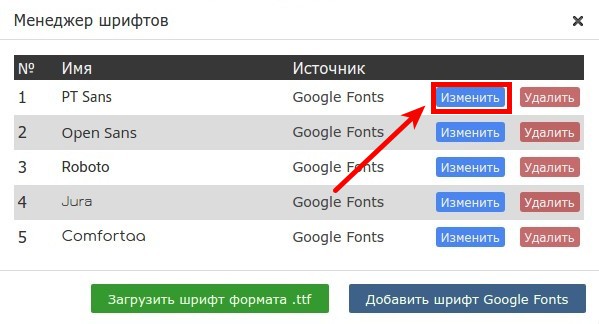 Менеджер шрифтов
№ Имя Источник
1 PT Sans Google Fonts Изменить Удалить
2 Open Sans Google Fonts Изменить Удалить
3 Roboto Google Fonts Изменить Удалить
4 Jura Google Fonts Изменить Удалить
5 Comfortaa Google Fonts Изменить Удалить
Загрузить шрифт формата .ttf Добавить шрифт Google Fonts